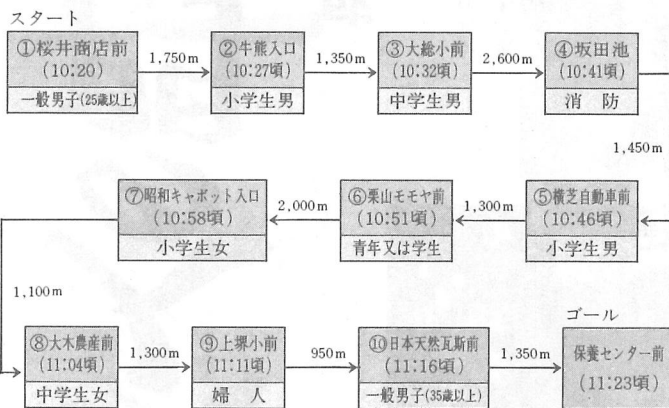 スタート
①桜井商店前
(10:20)
一般男子(25歳以上)
1,750m
②牛熊入口
(10:27頃)
小学生男
1,350m
③大総小前
(10:32頃)
中学生男
2,600m
④坂田池
(10:41頃)
消　防
1,450m
⑤横芝自動車前
(10:46頃)
小学生男
1,300m
⑥栗山モモヤ前
(10:51頃)
青年又は学生
2,000m
⑦昭和キャボット入口
(10:58頃)
小学生女
1,100m
⑧大木農産前
(11:04頃)
中学生女
1,300m
⑨上堺小前
(11:11頃)
婦　人
950m
⑩日本天然瓦斯前
(11:16頃)
一般男子(35歳以上)
1,350m
ゴール
保養センター前
(11:23頃)